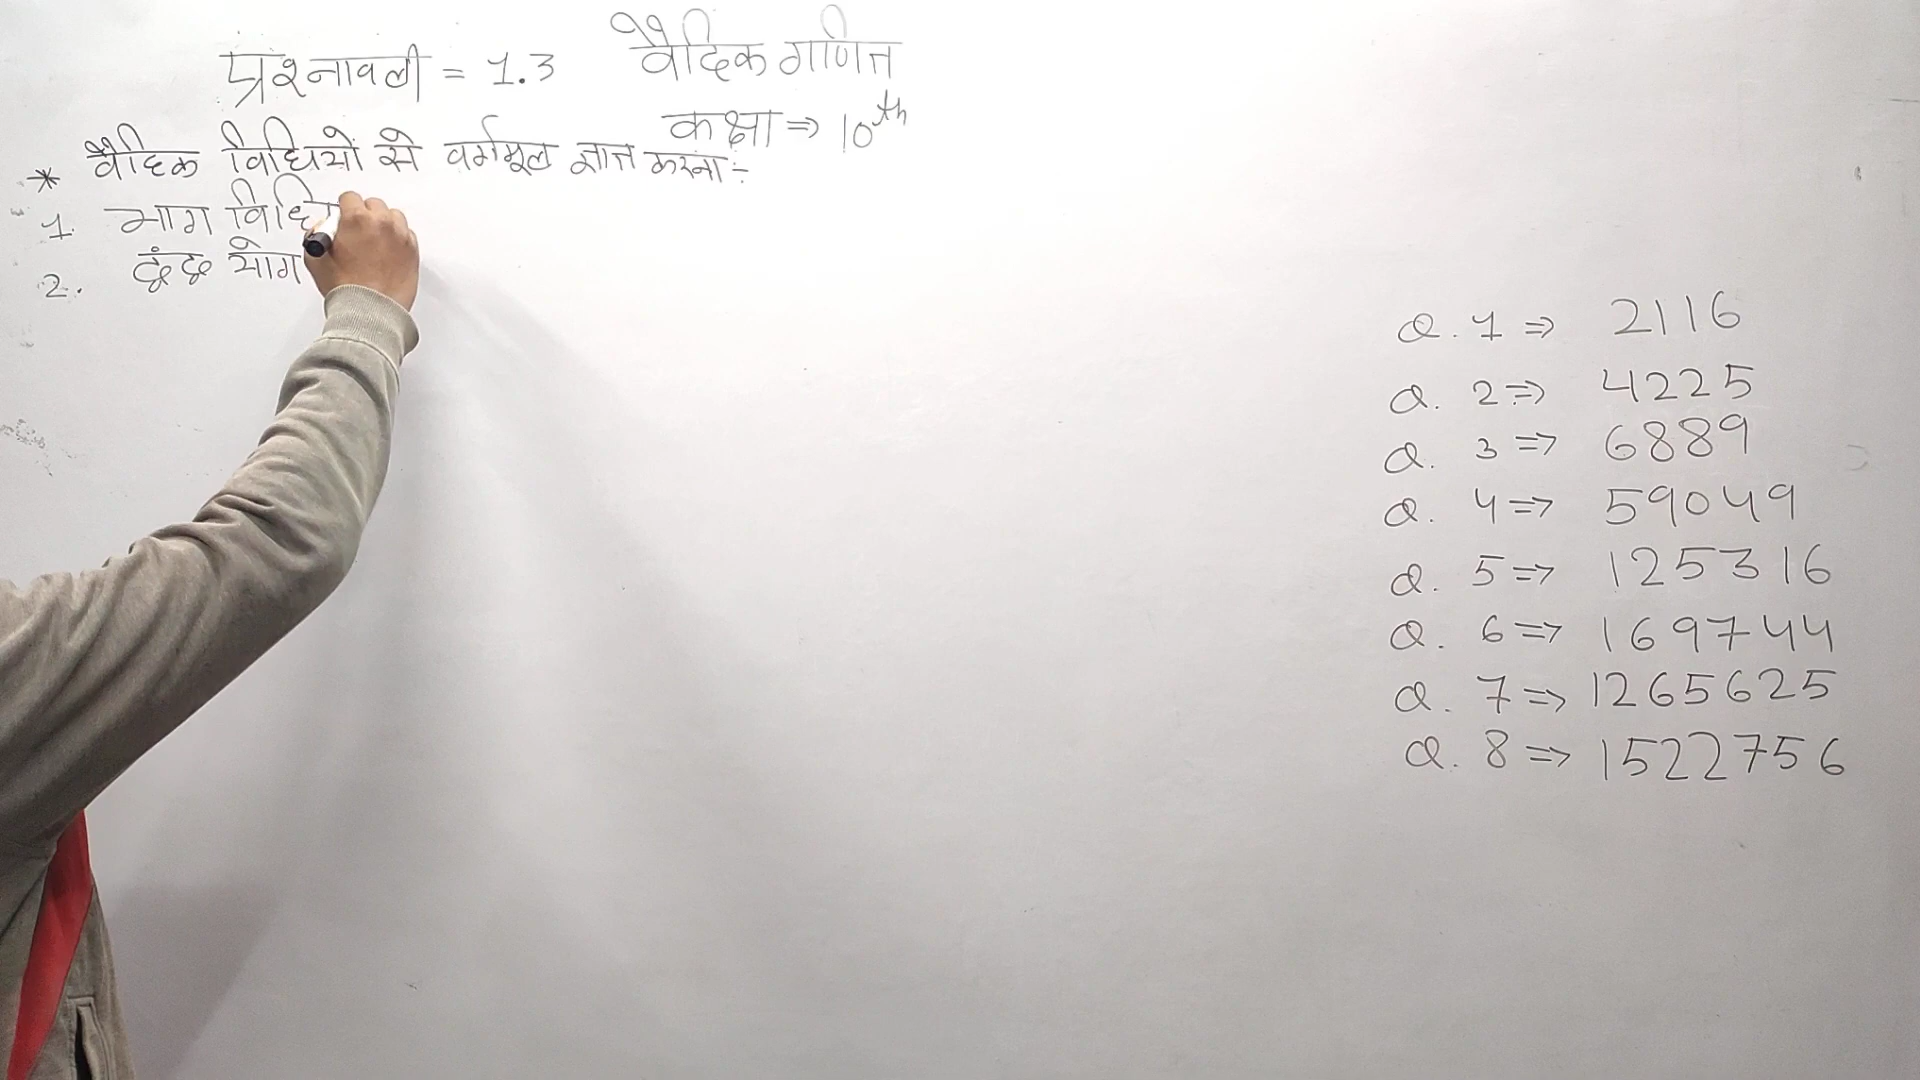 प्रश्नावली = 1.3 वैदिक गणित
कक्षा ⇒ 10th
* वैदिक विधियों से वर्गमूल ज्ञात करना:-
1. भाग विधि
2. द्वंद्व योग
Q. 1 ⇒ 2116
Q. 2 ⇒ 4225
Q. 3 ⇒ 6889
Q. 4 ⇒ 59049
Q. 5 ⇒ 125316
Q. 6 ⇒ 169744
Q. 7 ⇒ 1265625
Q. 8 ⇒ 1522756